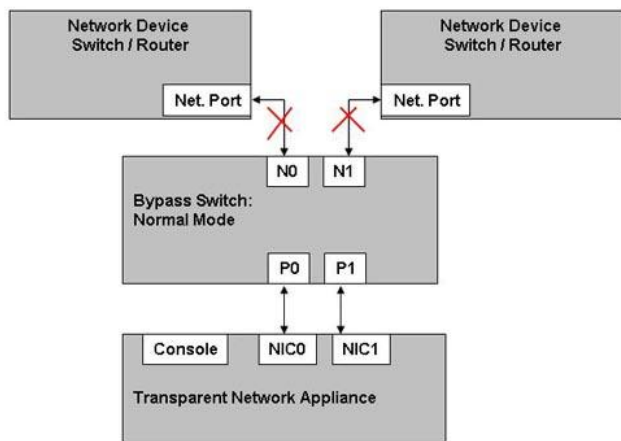 Network Device
Switch / Router
Net. Port
Network Device
Switch / Router
Net. Port
N0
N1
Bypass Switch:
Normal Mode
P0
P1
Console
NIC0
NIC1
Transparent Network Appliance